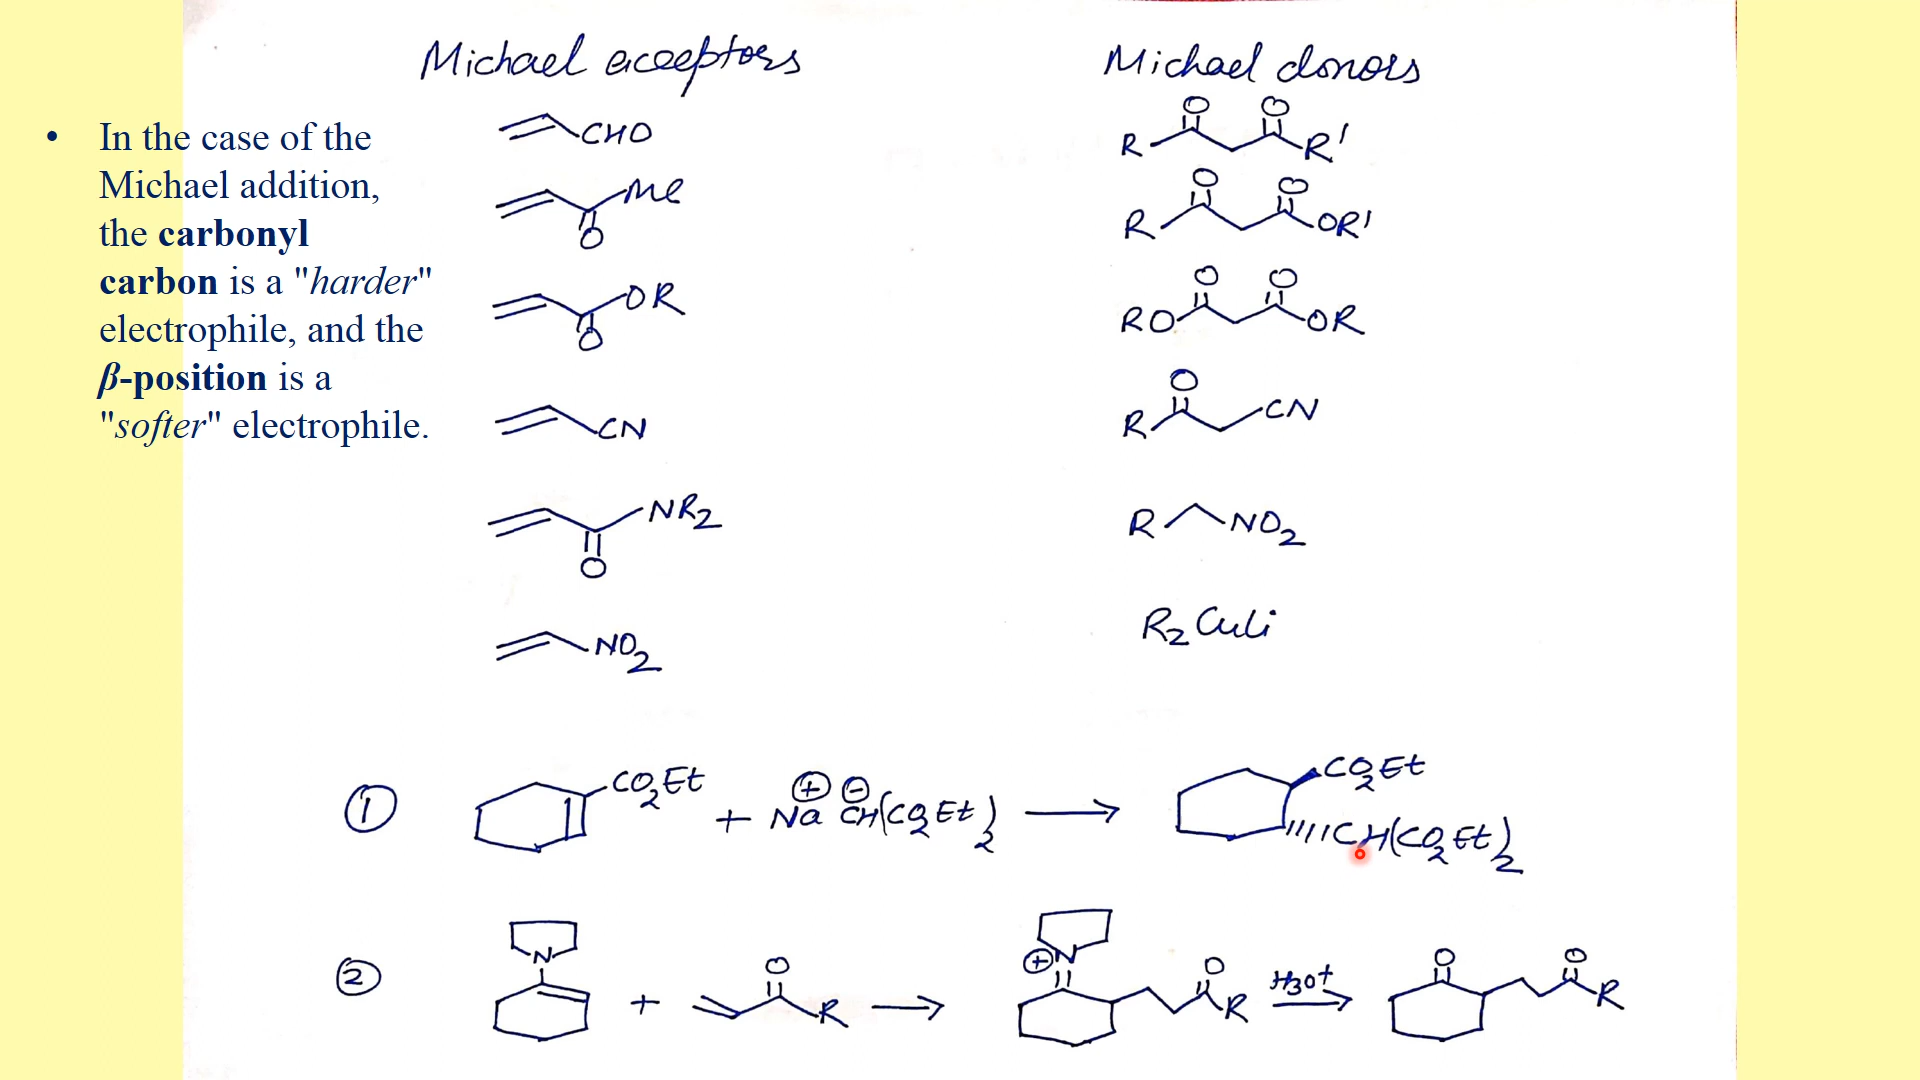 Michael acceptors
Michael donors
• In the case of the
Michael addition,
the carbonyl
carbon is a "harder"
electrophile, and the
β-position is a
"softer" electrophile.
CHO
Me
O
OR
O
CN
NR2
O
NO2
O O
R R'
O O
R OR'
O O
RO OR
O
R CN
R NO2
R2CuLi
① CO2Et + Na⊕ ⊖CH(CO2Et)2 ⟶ CO2Et
CH(CO2Et)2
② N + O R ⟶ ⊕N O R H3O+ ⟶ O O R